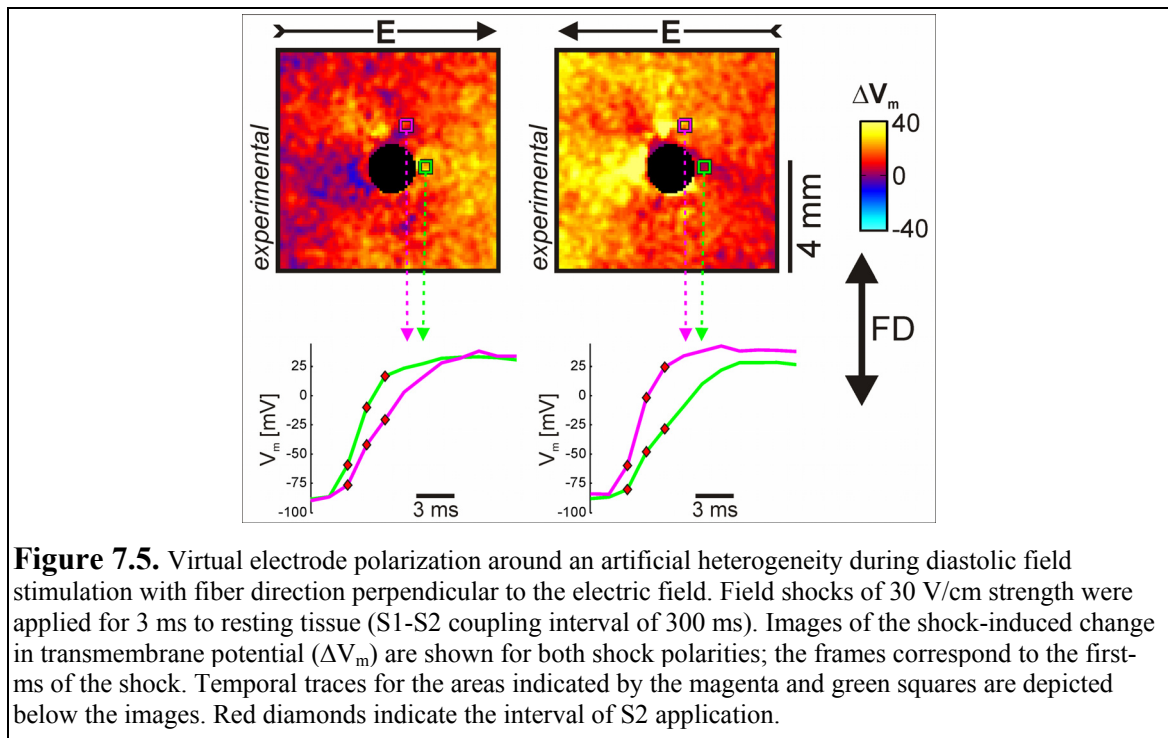 E E
experimental
experimental
ΔVm
40
0
-40
4 mm
FD
Vm [mV]
25
0
-25
-50
-75
-100
3 ms
Vm [mV]
25
0
-25
-50
-75
-100
3 ms
Figure 7.5. Virtual electrode polarization around an artificial heterogeneity during diastolic field
stimulation with fiber direction perpendicular to the electric field. Field shocks of 30 V/cm strength were
applied for 3 ms to resting tissue (S1-S2 coupling interval of 300 ms). Images of the shock-induced change
in transmembrane potential (ΔVm) are shown for both shock polarities; the frames correspond to the first-
ms of the shock. Temporal traces for the areas indicated by the magenta and green squares are depicted
below the images. Red diamonds indicate the interval of S2 application.